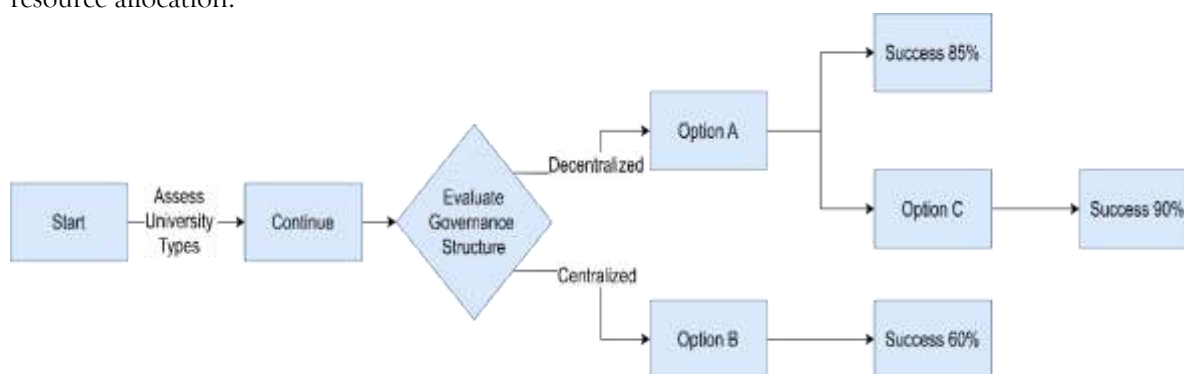 resource allocation.
Success 85%
Option A
Decentralized
Assess
University
Types
Start
Continue
Evaluate
Governance
Structure
Option C
Success 90%
Centralized
Option B
Success 60%